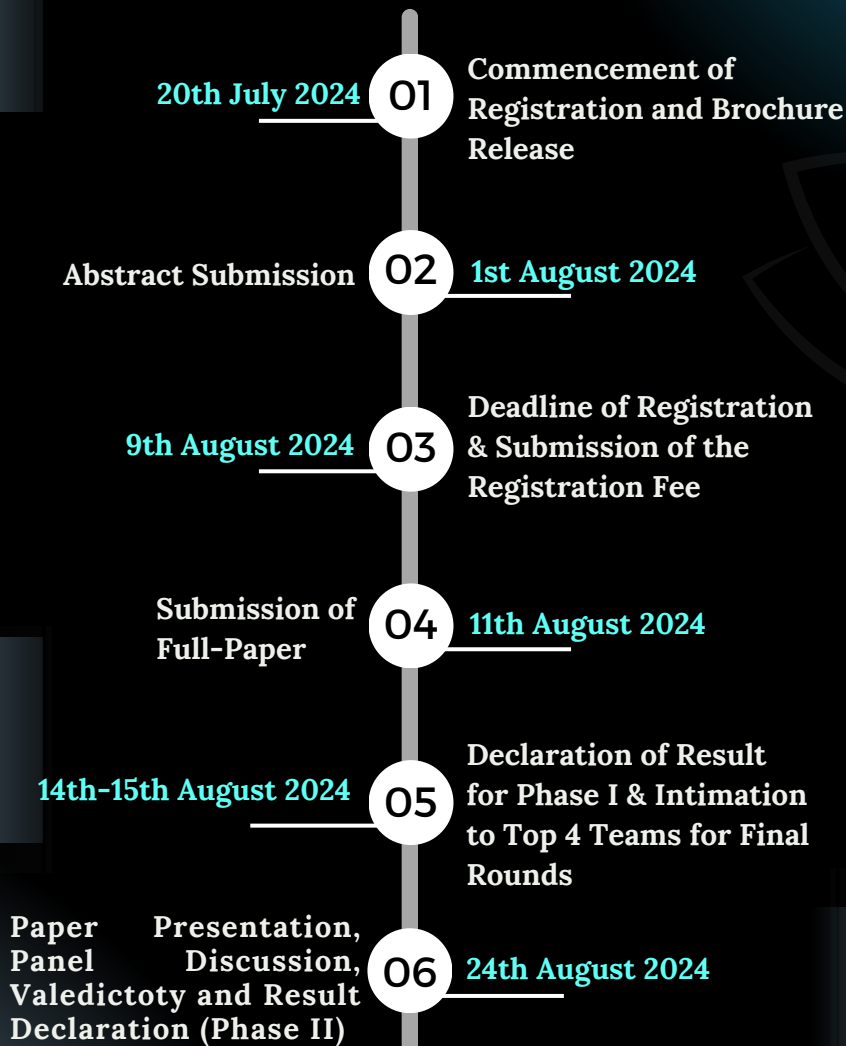 20th July 2024
01
Commencement of
Registration and Brochure
Release
Abstract Submission
02
1st August 2024
9th August 2024
03
Deadline of Registration
& Submission of the
Registration Fee
Submission of
Full-Paper
04
11th August 2024
14th-15th August 2024
05
Declaration of Result
for Phase I & Intimation
to Top 4 Teams for Final
Rounds
Paper Presentation,
Panel Discussion,
Valedictoty and Result
Declaration (Phase II)
06
24th August 2024